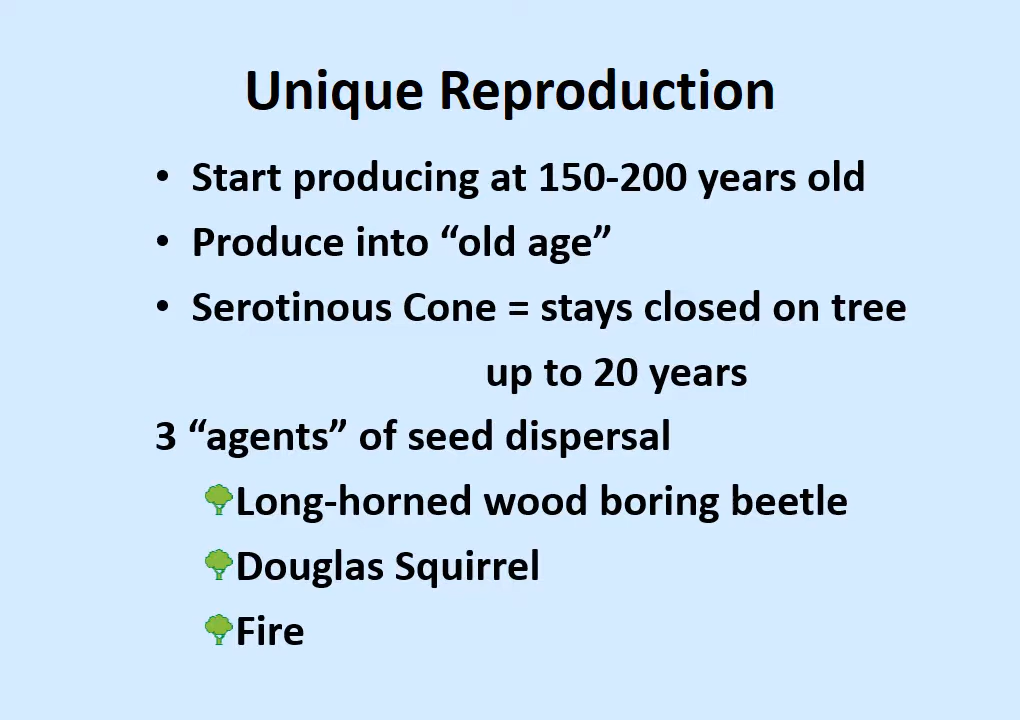 Unique Reproduction
• Start producing at 150-200 years old
• Produce into “old age”
• Serotinous Cone = stays closed on tree
up to 20 years
3 “agents” of seed dispersal
Long-horned wood boring beetle
Douglas Squirrel
Fire